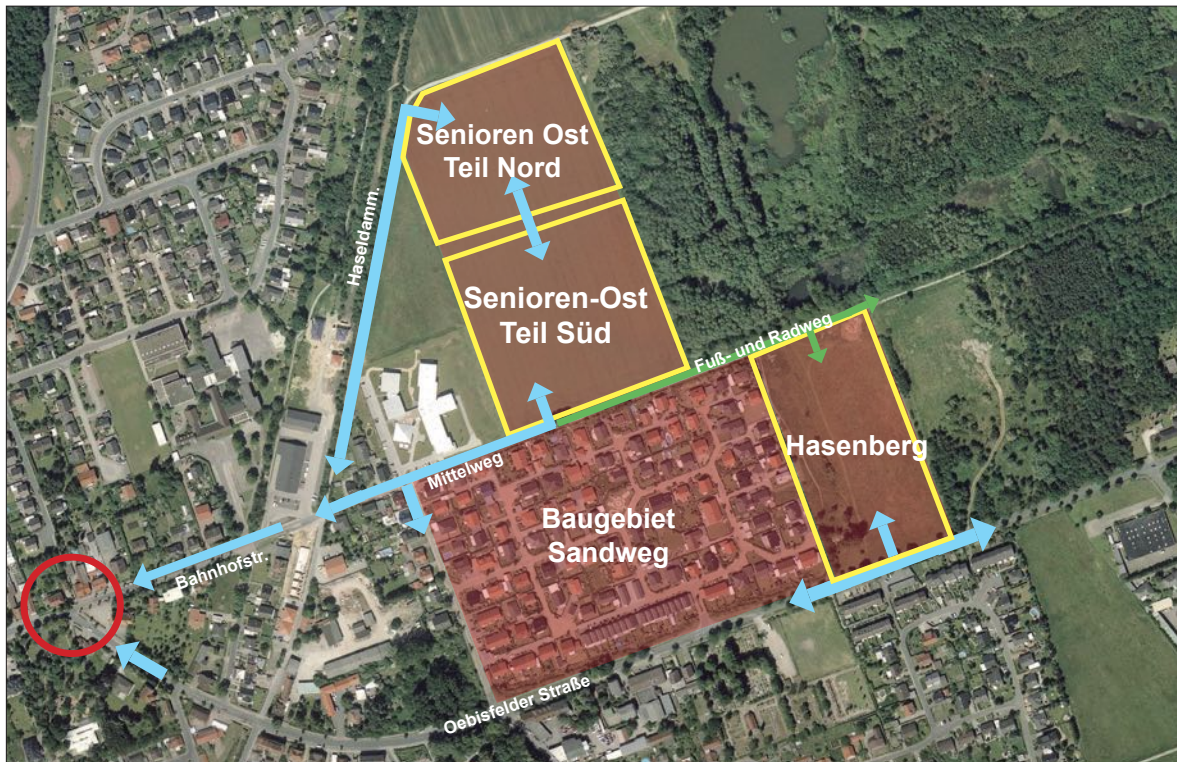 Senioren Ost
Teil Nord
Haseldamm.
Senioren-Ost
Teil Süd
Fuß- und Radweg
Hasenberg
Mittelweg
Baugebiet
Sandweg
Bahnhofstr.
Oebisfelder Straße